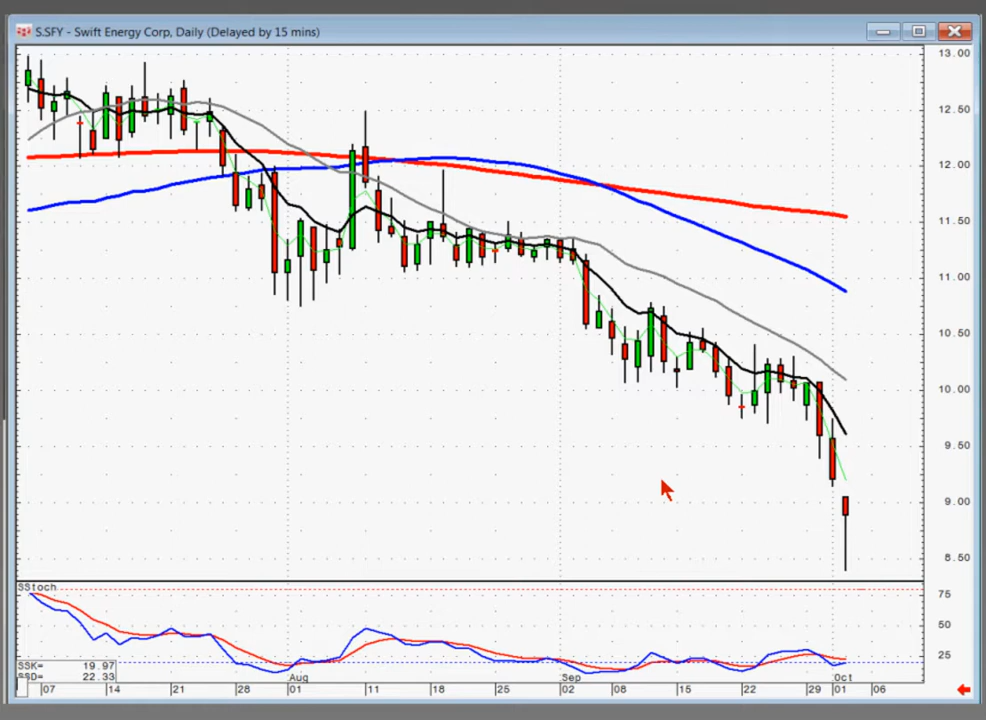 S.SFY - Swift Energy Corp, Daily (Delayed by 15 mins)
13.00
12.50
12.00
11.50
11.00
10.50
10.00
9.50
9.00
8.50
SStoch
75
50
25
SSK= 19.97
SSD= 22.33
Aug Sep Oct
07 14 21 28 01 11 18 25 02 08 15 22 29 01 06